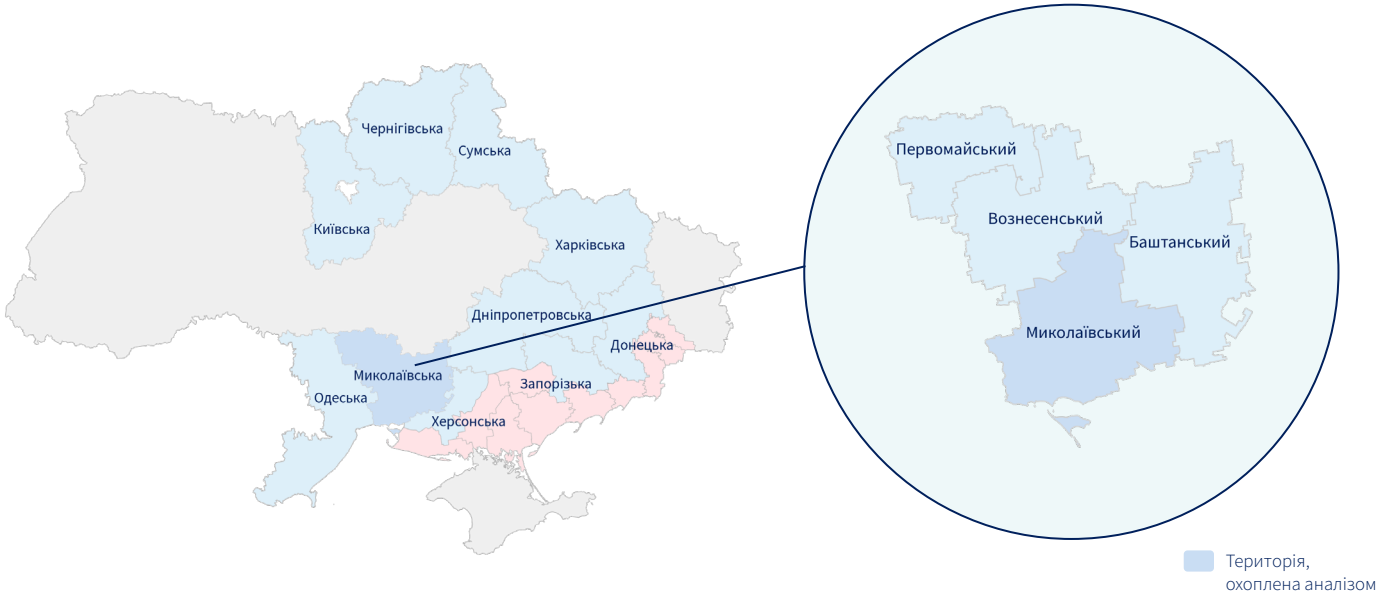 Чернігівська
Сумська
Київська
Харківська
Дніпропетровська
Донецька
Миколаївська
Запорізька
Одеська
Херсонська
Первомайський
Вознесенський
Баштанський
Миколаївський
Територія,
охоплена аналізом